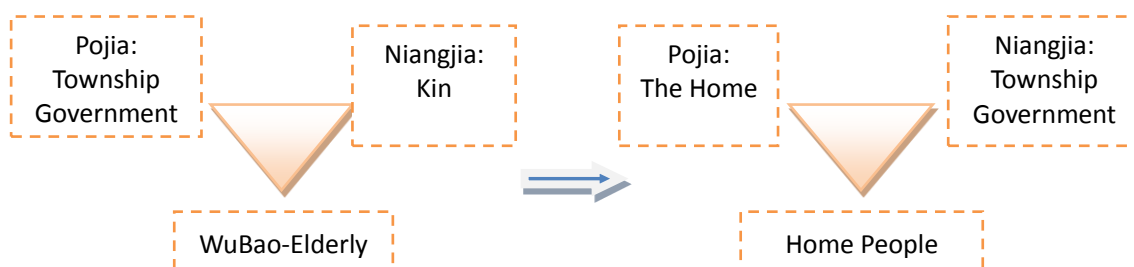 Pojia:
Township
Government
Niangjia:
Kin
WuBao-Elderly
Pojia:
The Home
Niangjia:
Township
Government
Home People